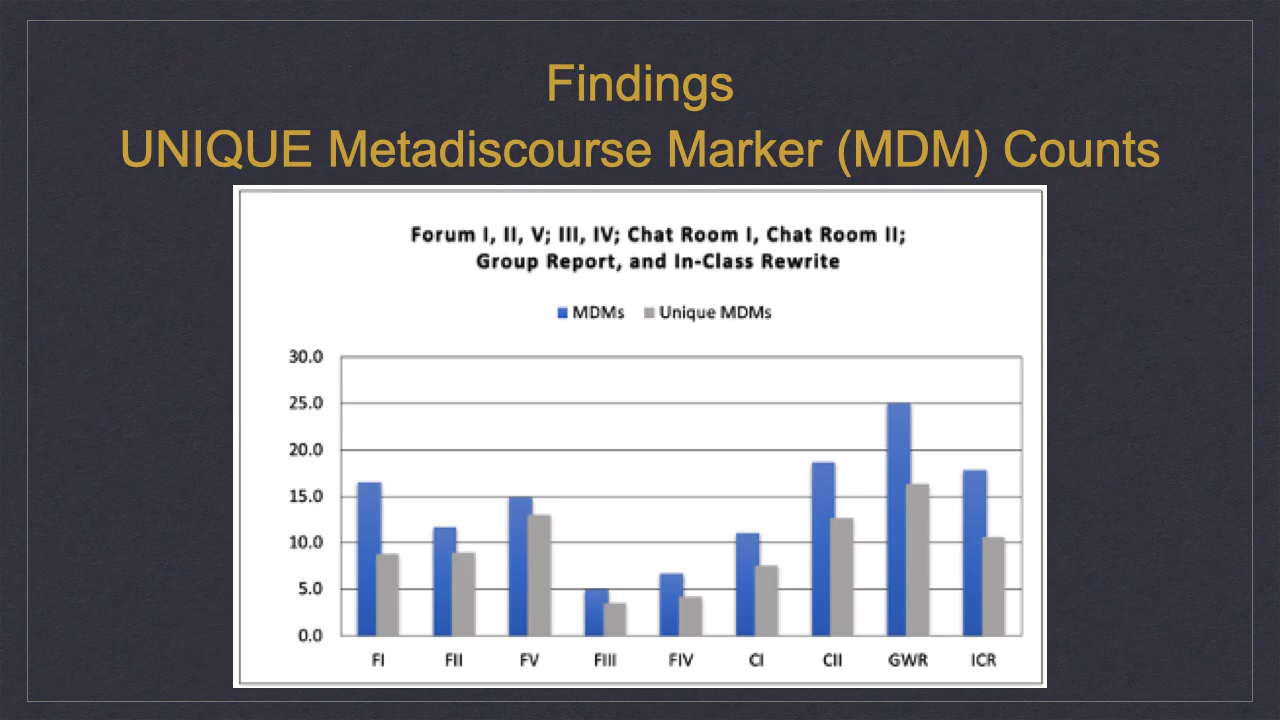 Findings
UNIQUE Metadiscourse Marker (MDM) Counts
Forum I, II, V; III, IV; Chat Room I, Chat Room II;
Group Report, and In-Class Rewrite
MDMs Unique MDMs
30.0
25.0
20.0
15.0
10.0
5.0
0.0
FI FII FV FIII FIV CI CII GWR ICR